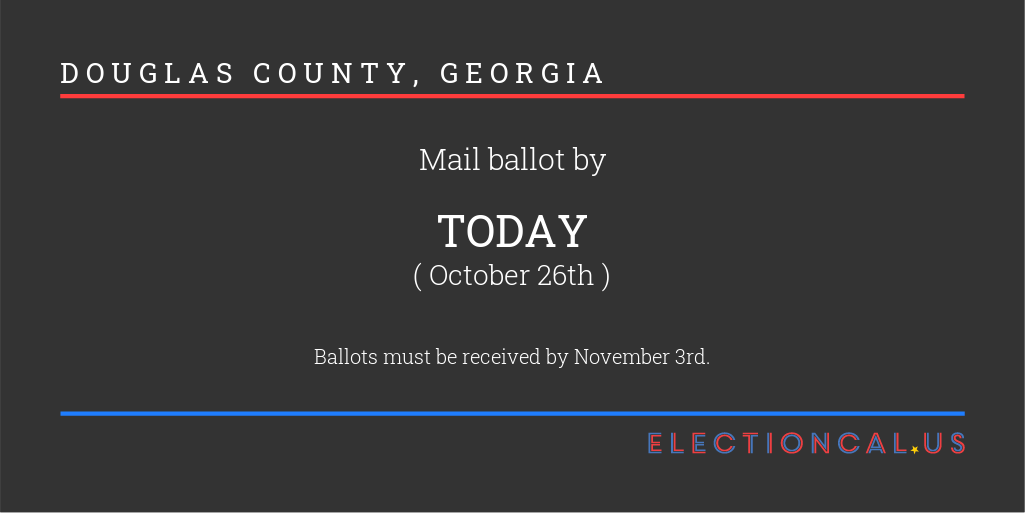 DOUGLAS COUNTY, GEORGIA
Mail ballot by
TODAY
( October 26th )
Ballots must be received by November 3rd.
ELECTIONCAL.US